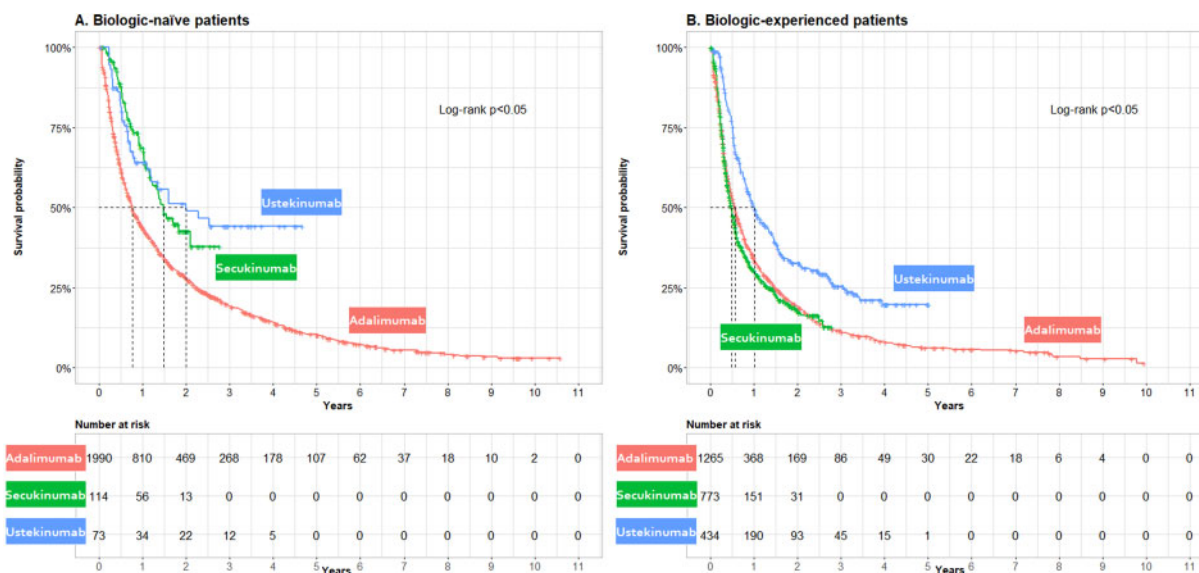 A. Biologic-naïve patients
100%
75%
50%
25%
0%
Survival probability
Log-rank p<0.05
Ustekinumab
Secukinumab
Adalimumab
0 1 2 3 4 5 6 7 8 9 10 11
Years
Number at risk
Adalimumab 1990 810 469 268 178 107 62 37 18 10 2 0
Secukinumab 114 56 13 0 0 0 0 0 0 0 0 0
Ustekinumab 73 34 22 12 5 0 0 0 0 0 0 0
0 1 2 3 4 5 6 7 8 9 10 11
Years
B. Biologic-experienced patients
100%
75%
50%
25%
0%
Survival probability
Log-rank p<0.05
Ustekinumab
Secukinumab
Adalimumab
0 1 2 3 4 5 6 7 8 9 10 11
Years
Number at risk
Adalimumab 1265 368 169 86 49 30 22 18 6 4 0 0
Secukinumab 773 151 31 0 0 0 0 0 0 0 0 0
Ustekinumab 434 190 93 45 15 1 0 0 0 0 0 0
0 1 2 3 4 5 6 7 8 9 10 11
Years